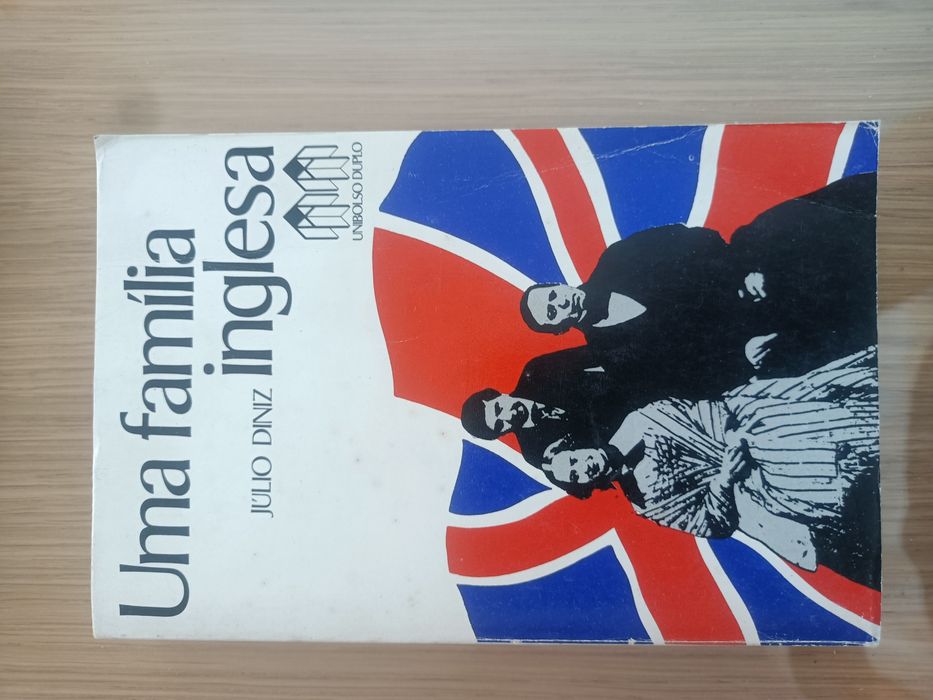 Uma família
inglesa
JÚLIO DINIZ
UNIBOLSO DUPLO